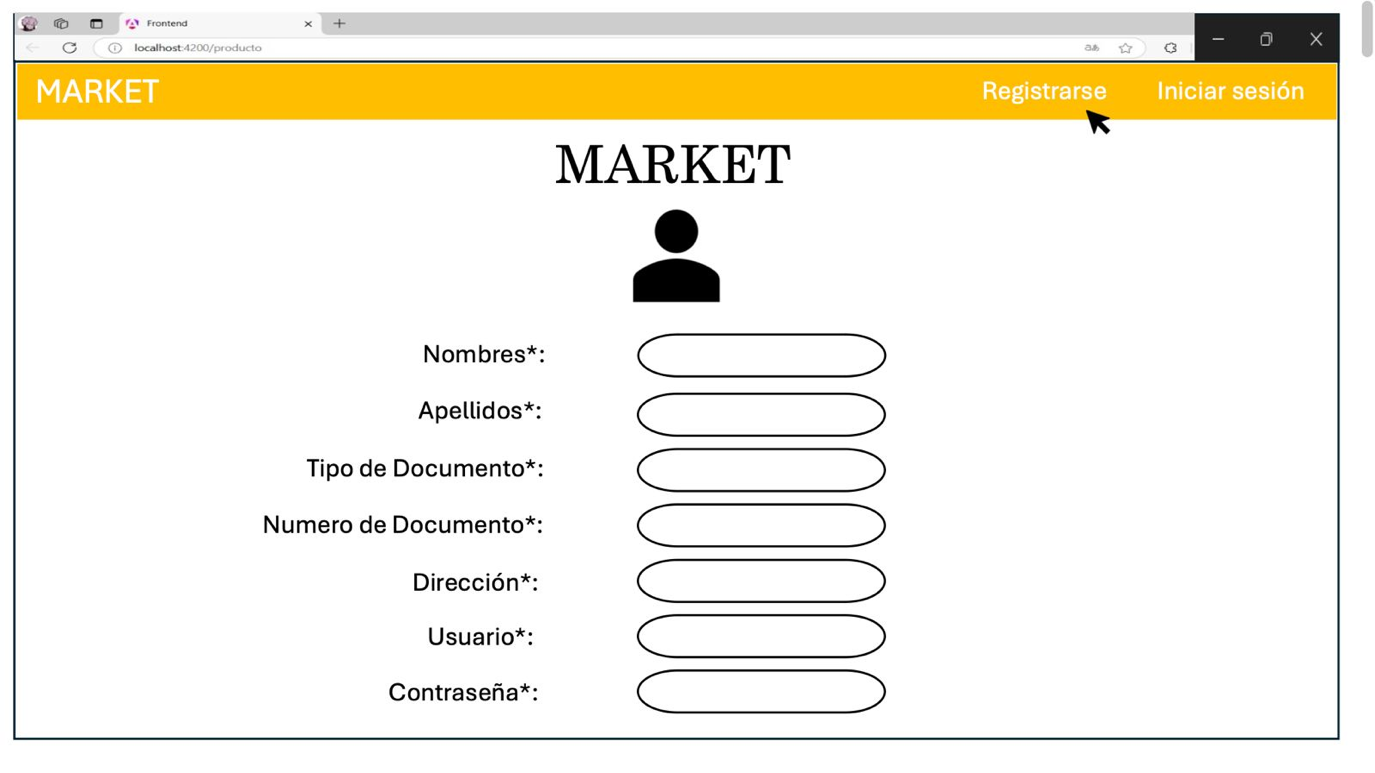 Frontend
localhost:4200/producto
MARKET
Registrarse
Iniciar sesión
MARKET
Nombres*:
Apellidos*:
Tipo de Documento*:
Numero de Documento*:
Dirección*:
Usuario*:
Contraseña*: